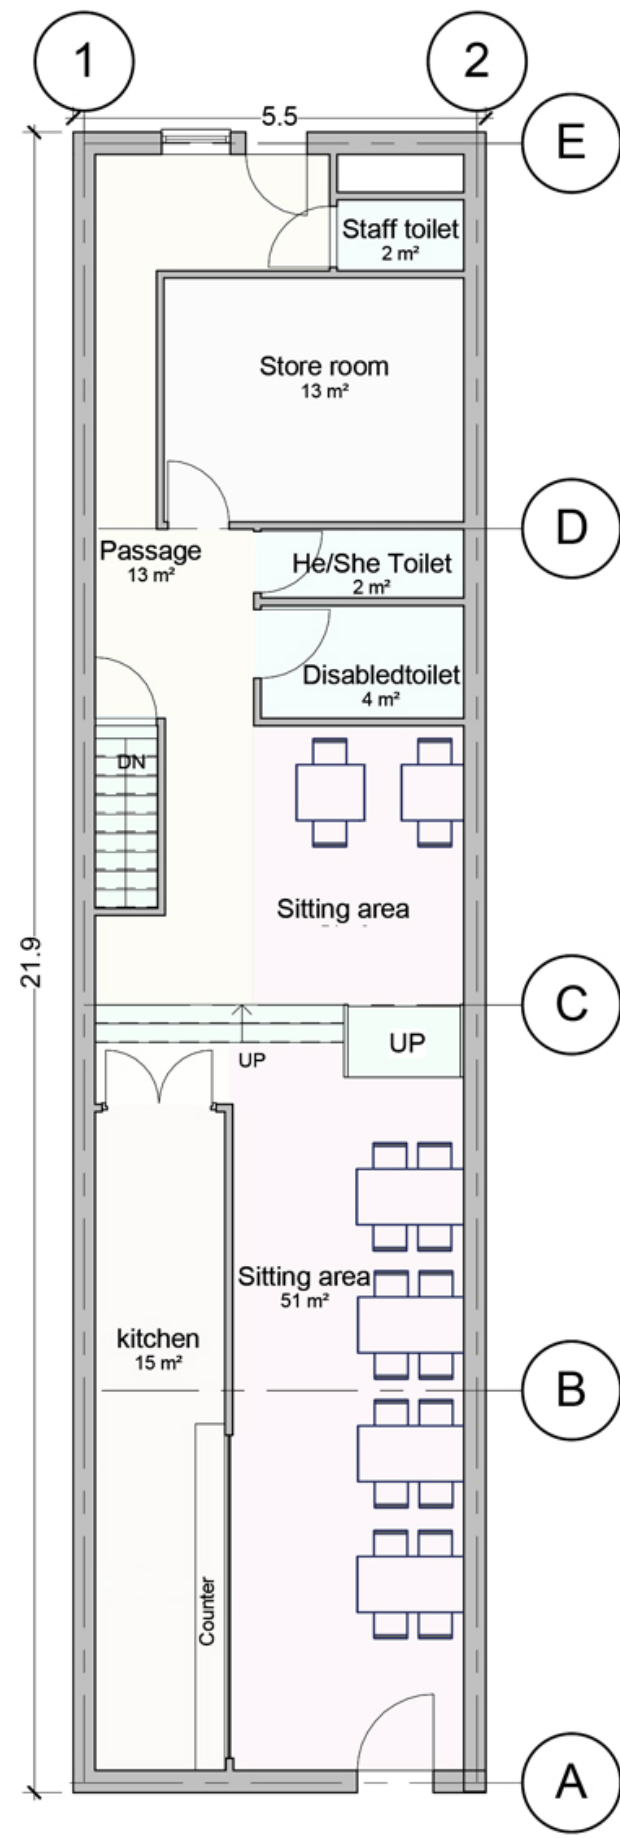 1
2
5.5
E
Staff toilet
2 m²
Store room
13 m²
D
Passage
13 m²
He/She Toilet
2 m²
Disabledtoilet
4 m²
DN
Sitting area
21.9
C
UP
UP
Sitting area
51 m²
kitchen
15 m²
B
Counter
A